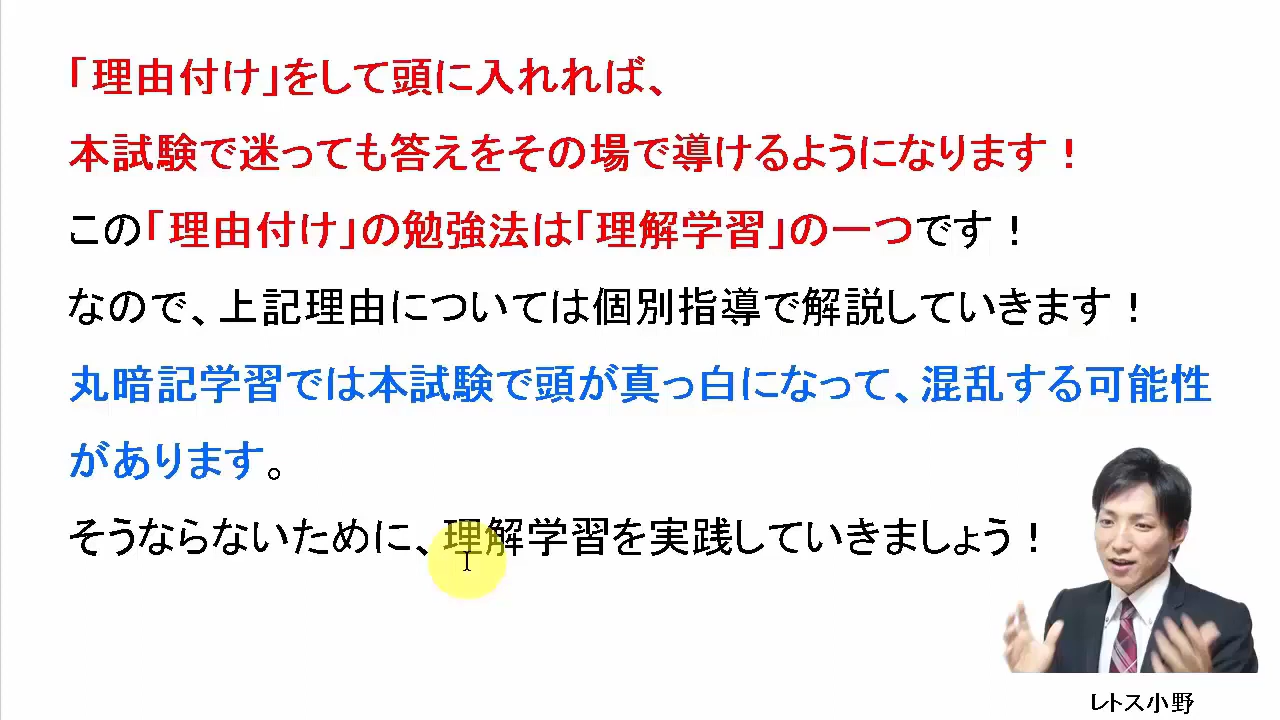 「理由付け」をして頭に入れれば、
本試験で迷っても答えをその場で導けるようになります！
この「理由付け」の勉強法は「理解学習」の一つです！
なので、上記理由については個別指導で解説していきます！
丸暗記学習では本試験で頭が真っ白になって、混乱する可能性
があります。
そうならないために、理解学習を実践していきましょう！
レトス小野